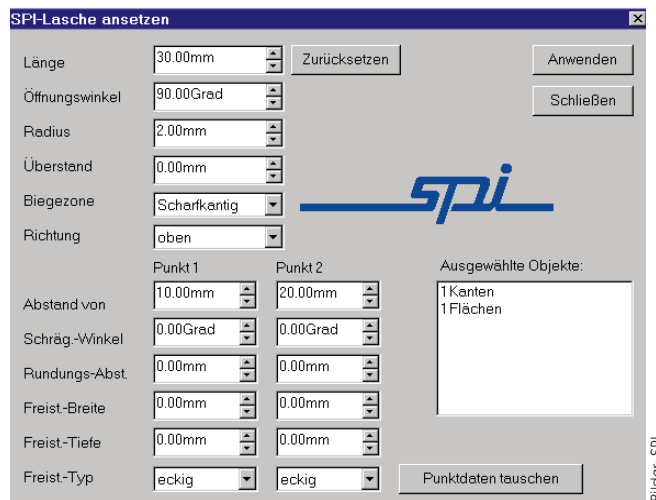 SPI-Lasche ansetzen
Länge 30.00mm Zurücksetzen Anwenden
Öffnungswinkel 90.00Grad Schließen
Radius 2.00mm
Überstand 0.00mm
spi
Biegezone Scharfkantig
Richtung oben
Punkt 1 Punkt 2 Ausgewählte Objekte:
Abstand von 10.00mm 20.00mm 1 Kanten
1 Flächen
Schräg.-Winkel 0.00Grad 0.00Grad
Rundungs-Abst. 0.00mm 0.00mm
Freist.-Breite 0.00mm 0.00mm
Freist.-Tiefe 0.00mm 0.00mm
Freist.-Typ eckig eckig Punktdaten tauschen